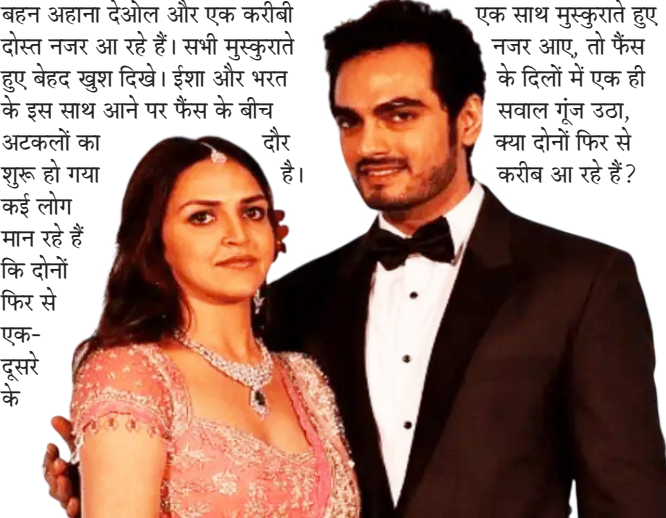 बहन अहाना देओल और एक करीबी
दोस्त नजर आ रहे हैं। सभी मुस्कुराते
हुए बेहद खुश दिखे। ईशा और भरत
के इस साथ आने पर फैंस के बीच
अटकलों का दौर
शुरू हो गया है।
कई लोग
मान रहे हैं
कि दोनों
फिर से
एक-
दूसरे
के
एक साथ मुस्कुराते हुए
नजर आए, तो फैंस
के दिलों में एक ही
सवाल गूंज उठा,
क्या दोनों फिर से
करीब आ रहे हैं?